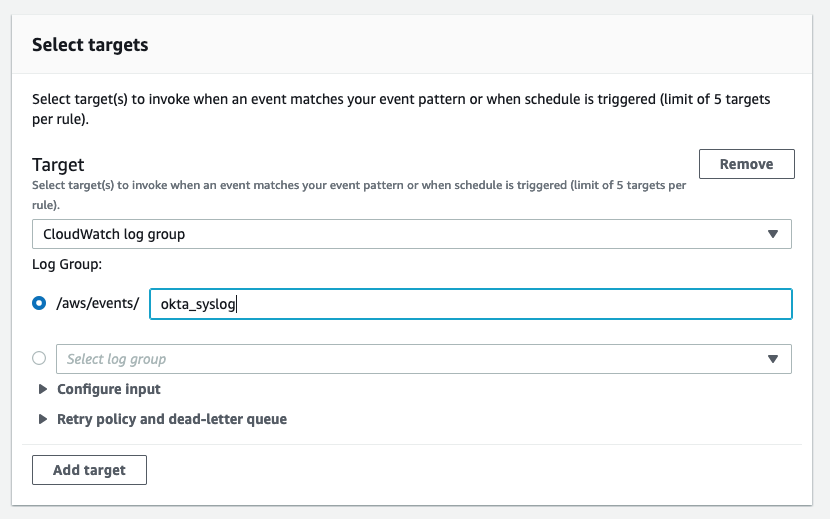 Select targets
Select target(s) to invoke when an event matches your event pattern or when schedule is triggered (limit of 5 targets
per rule).
Target
Remove
Select target(s) to invoke when an event matches your event pattern or when schedule is triggered (limit of 5 targets per
rule).
CloudWatch log group
Log Group:
/aws/events/ okta_syslog
Select log group
Configure input
Retry policy and dead-letter queue
Add target